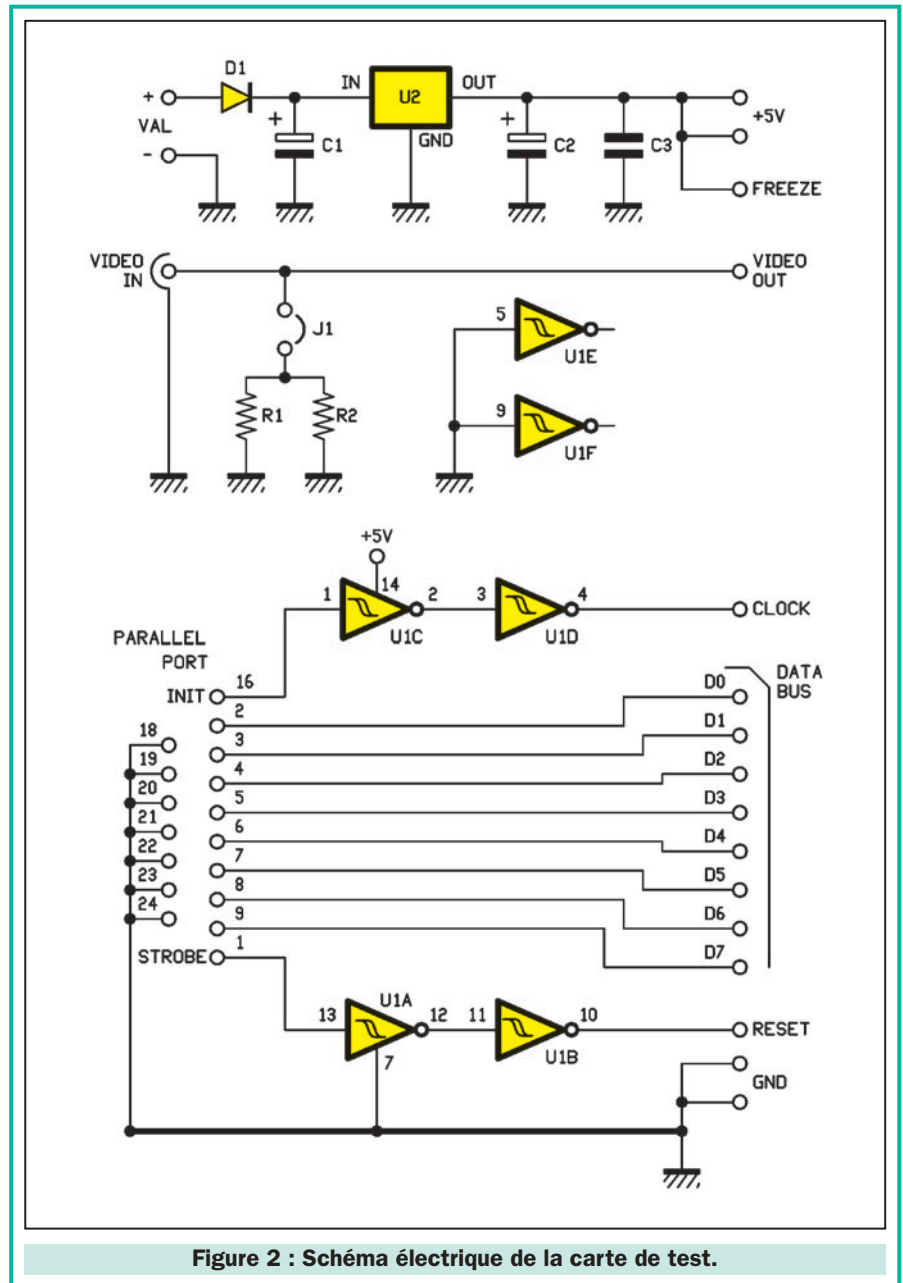 D1
IN
U2
OUT
GND
+
VAL
-
+
C1
+
C2
C3
+5V
FREEZE
VIDEO
IN
VIDEO
OUT
J1
R1
R2
5
U1E
9
U1F
+5V
14
1
2
U1C
3
4
U1D
CLOCK
PARALLEL
PORT
INIT
16
2
3
4
5
6
7
8
9
1
STROBE
18
19
20
21
22
23
24
DATA
BUS
D0
D1
D2
D3
D4
D5
D6
D7
U1A
13
12
7
11
10
U1B
RESET
GND
Figure 2 : Schéma électrique de la carte de test.